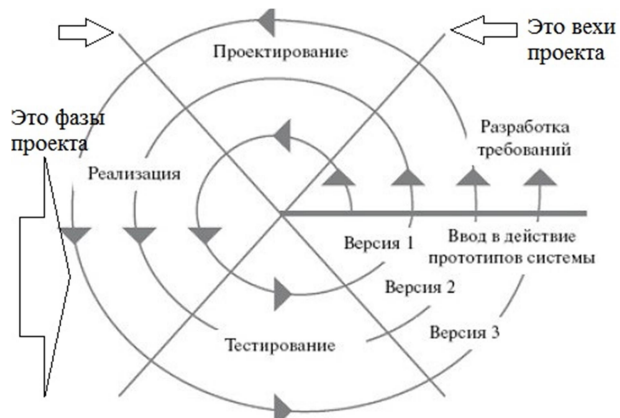 Это вехи
проекта
Проектирование
Это фазы
проекта
Разработка
требований
Реализация
Версия 1
Ввод в действие
прототипов системы
Версия 2
Версия 3
Тестирование